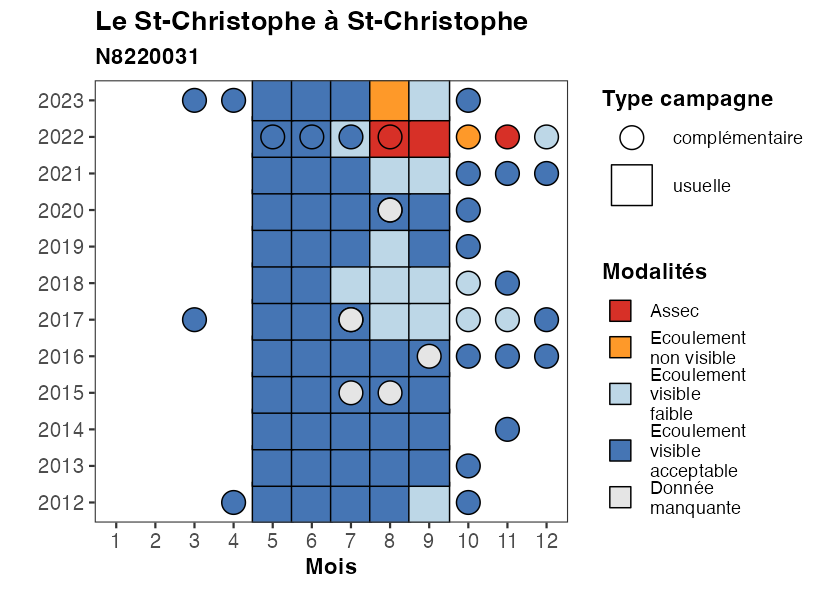 Le St-Christophe à St-Christophe
N8220031
2023
2022
2021
2020
2019
2018
2017
2016
2015
2014
2013
2012
1 2 3 4 5 6 7 8 9 10 11 12
Mois
Type campagne
complémentaire
usuelle
Modalités
Assec
Ecoulement
non visible
Ecoulement
visible
faible
Ecoulement
visible
acceptable
Donnée
manquante